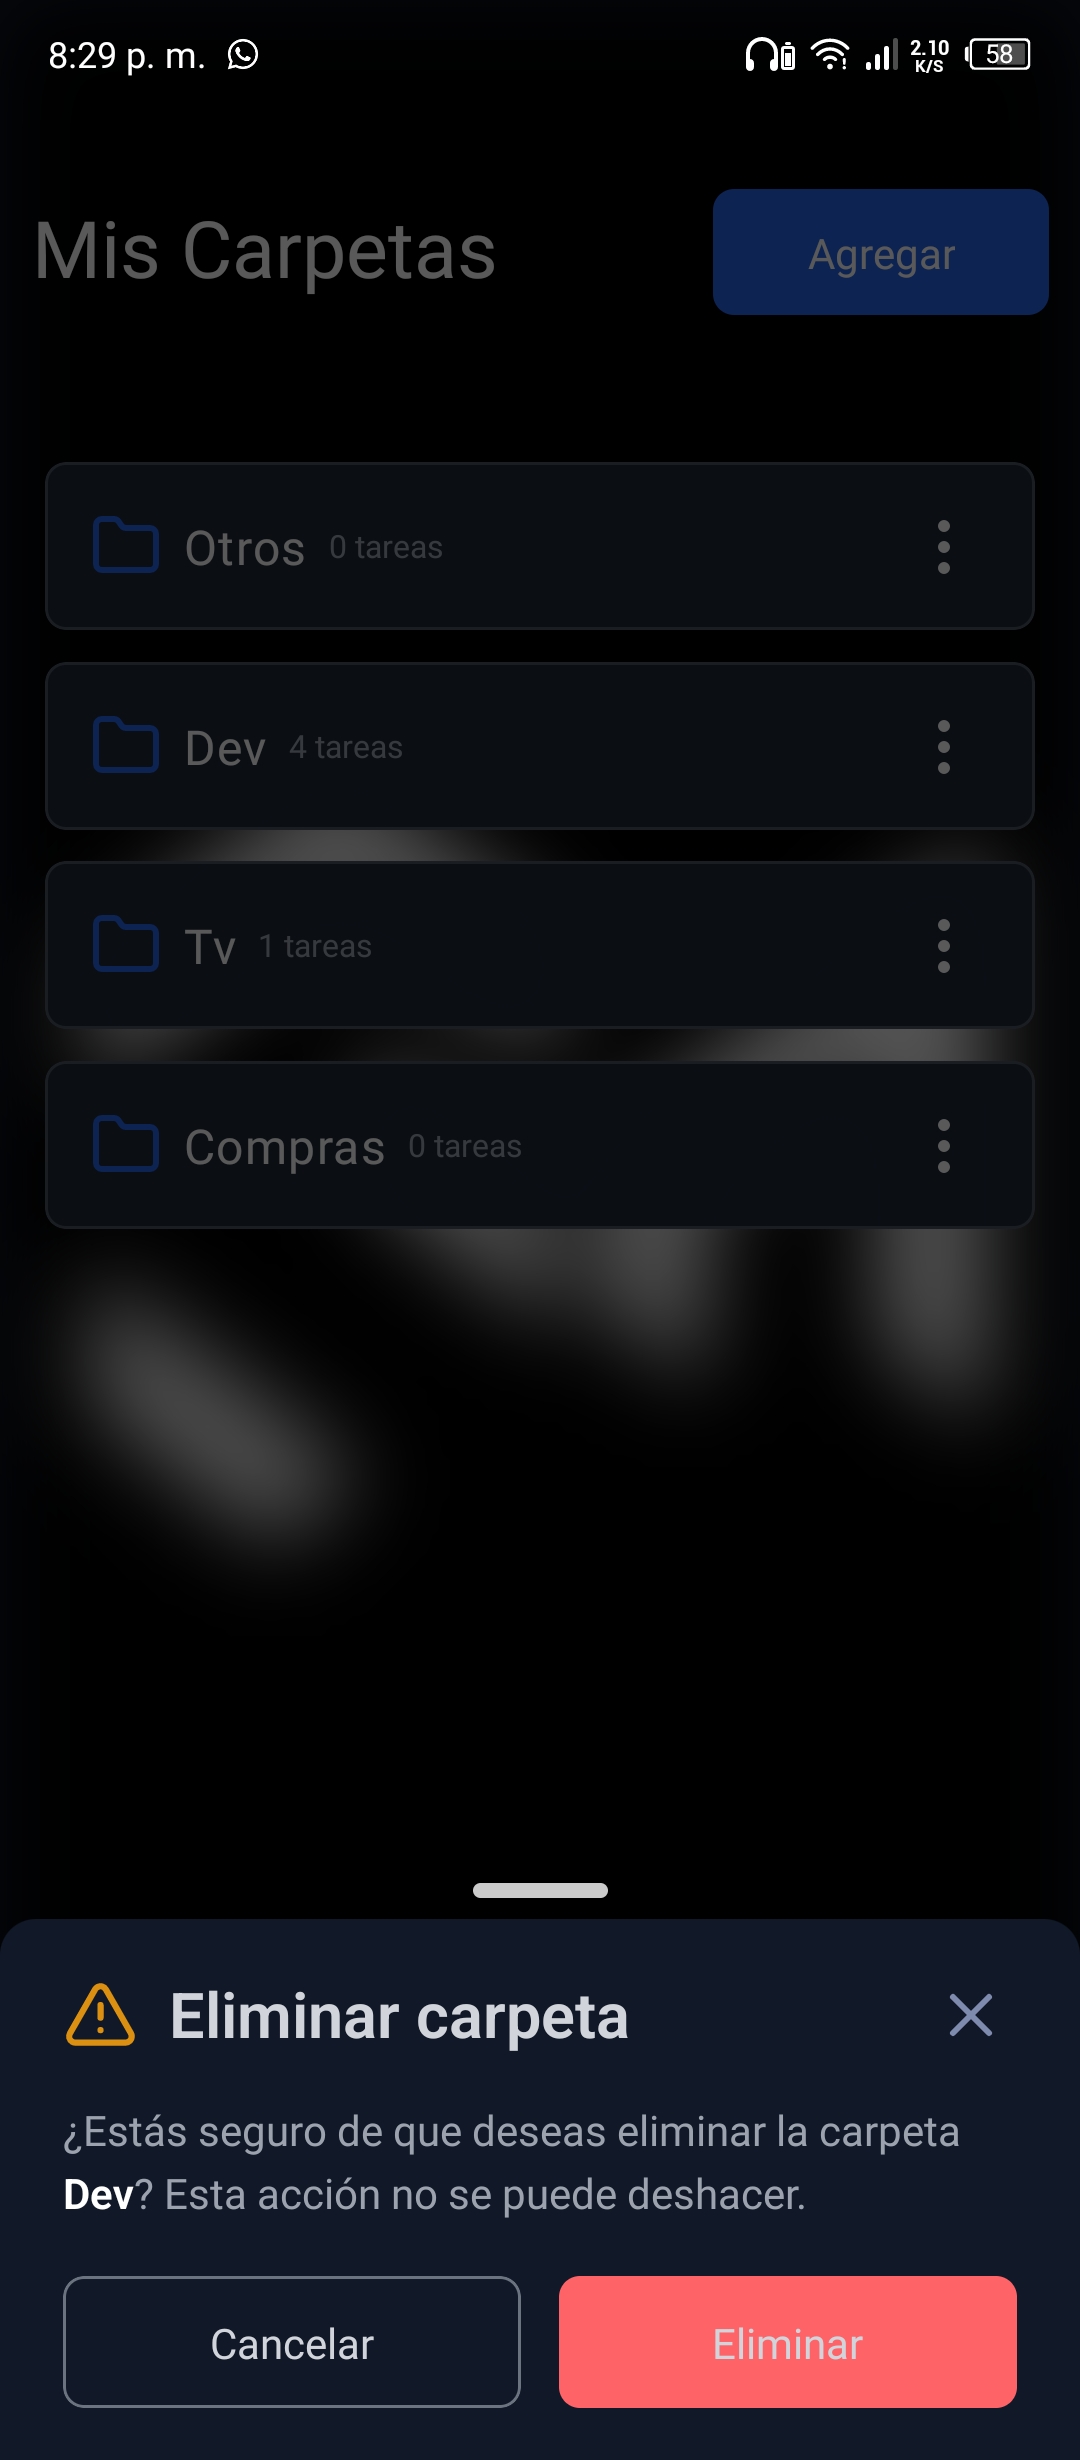 8:29 p. m.
2.10
K/S
58
Mis Carpetas
Agregar
Otros 0 tareas
Dev 4 tareas
Tv 1 tareas
Compras 0 tareas
Eliminar carpeta
¿Estás seguro de que deseas eliminar la carpeta
Dev? Esta acción no se puede deshacer.
Cancelar
Eliminar